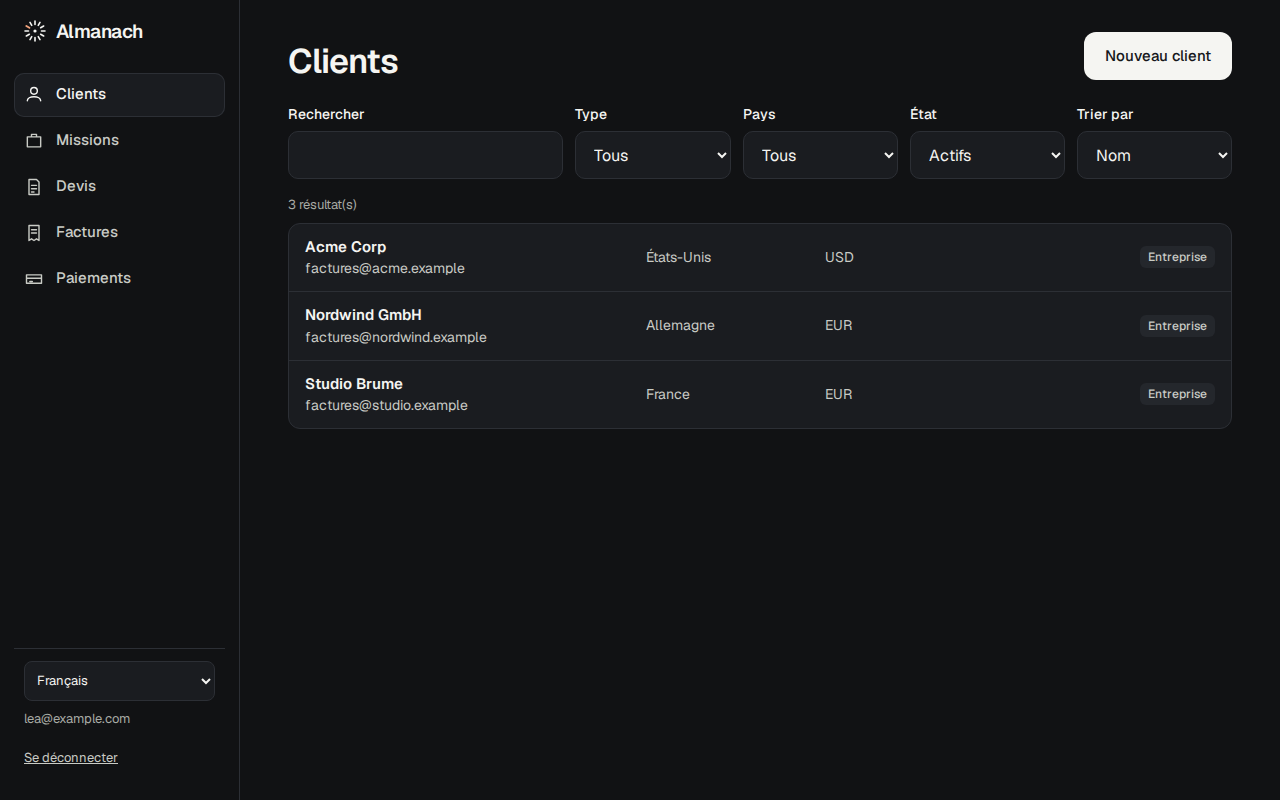 Almanach
Clients
Missions
Devis
Factures
Paiements
Français
lea@example.com
Se déconnecter
Clients
Nouveau client
Rechercher
Type
Pays
État
Trier par
Tous
Tous
Actifs
Nom
3 résultat(s)
Acme Corp
factures@acme.example
États-Unis
USD
Entreprise
Nordwind GmbH
factures@nordwind.example
Allemagne
EUR
Entreprise
Studio Brume
factures@studio.example
France
EUR
Entreprise